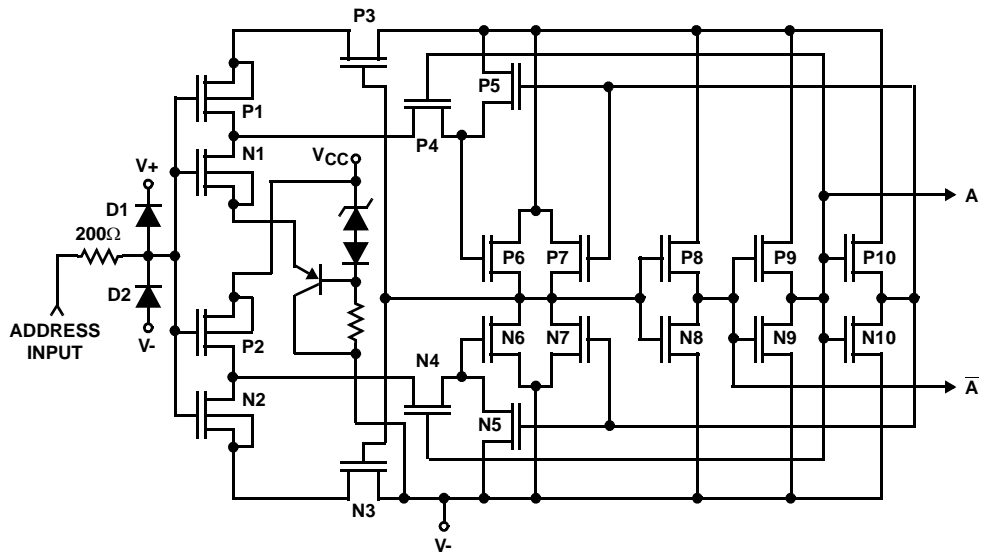 P3
P5
P1
P4
N1
VCC
V+
A
D1
200Ω
P6
P7
P8
P9
P10
D2
ADDRESS
INPUT
V-
P2
N6
N7
N8
N9
N10
N4
A̅
N2
N5
N3
V-